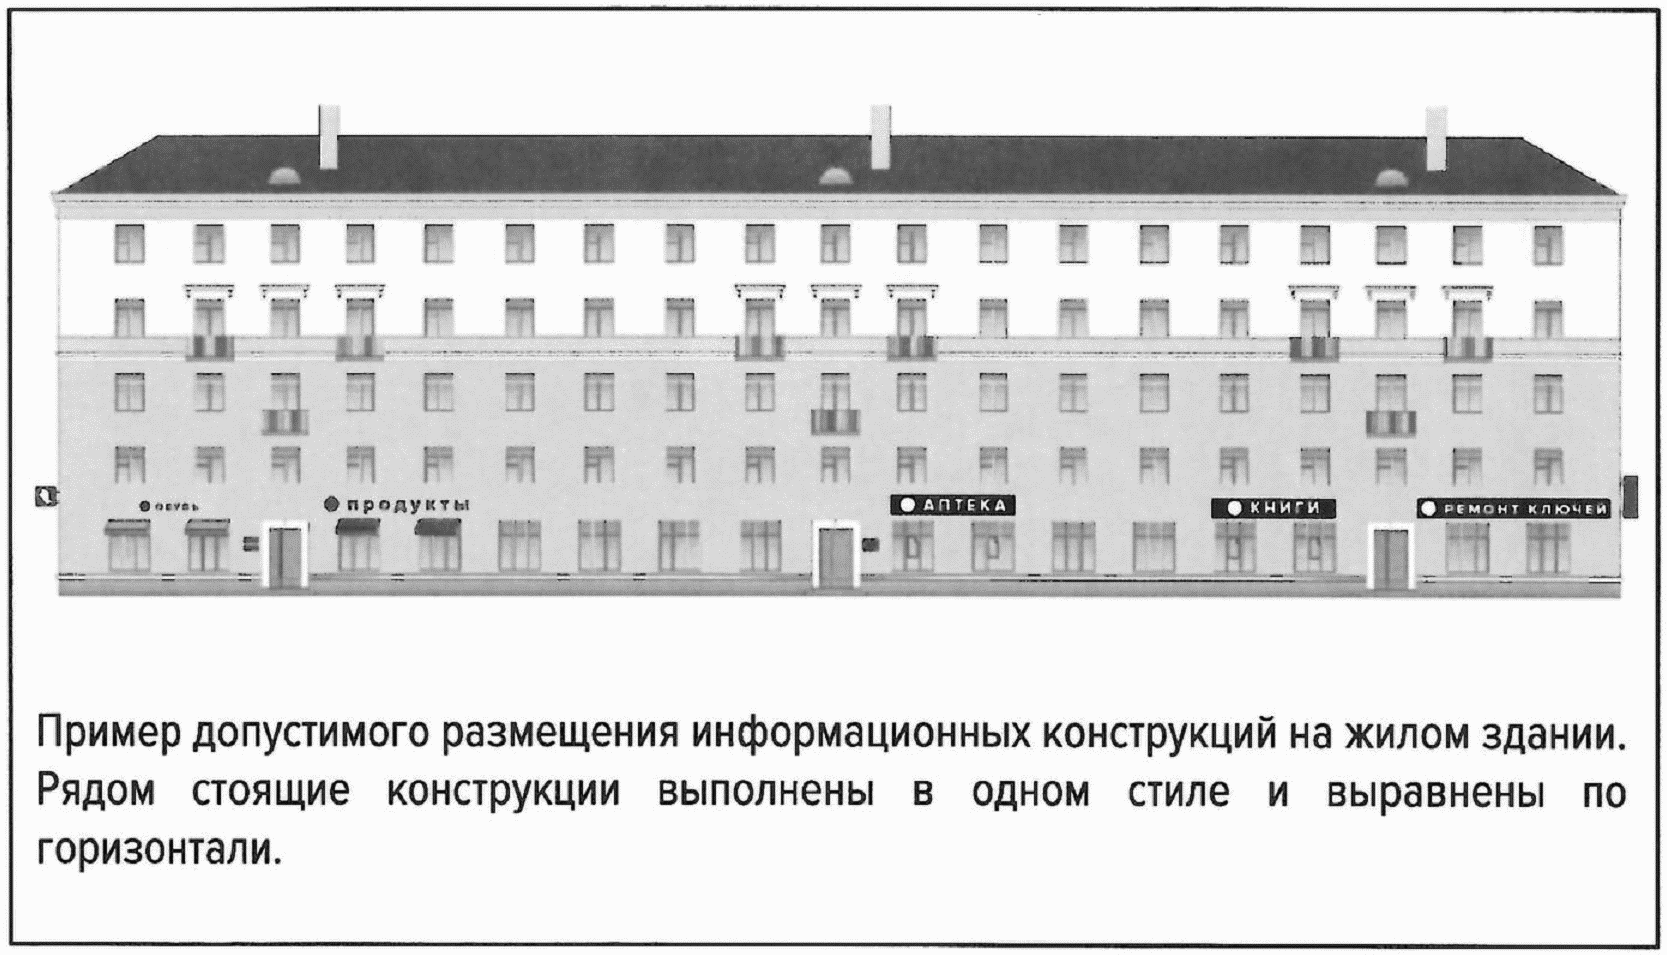 ОБУВЬ
ПРОДУКТЫ
АПТЕКА
КНИГИ
РЕМОНТ КЛЮЧЕЙ
Пример допустимого размещения информационных конструкций на жилом здании.
Рядом стоящие конструкции выполнены в одном стиле и выравнены по
горизонтали.